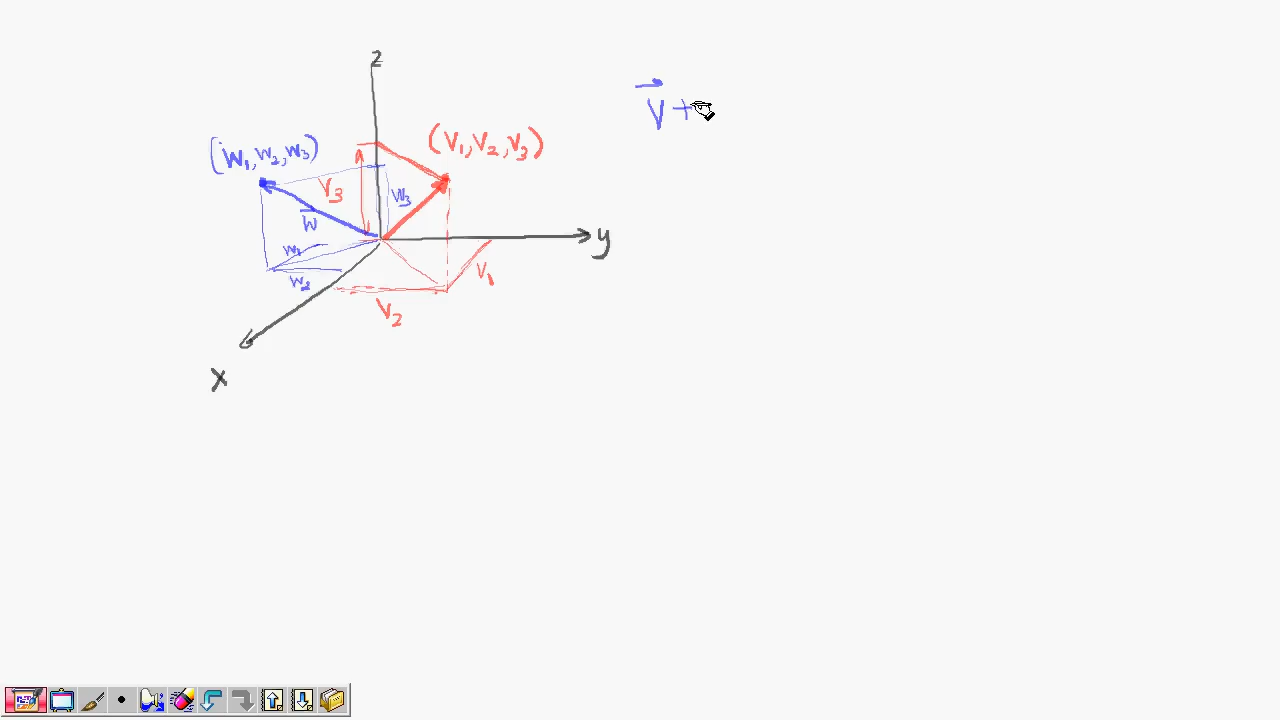 z
(W₁,W₂,W₃)
(V₁,V₂,V₃)
V₃
W₃
W⃗
W₁
W₂
y
V₁
V₂
x
V⃗ +